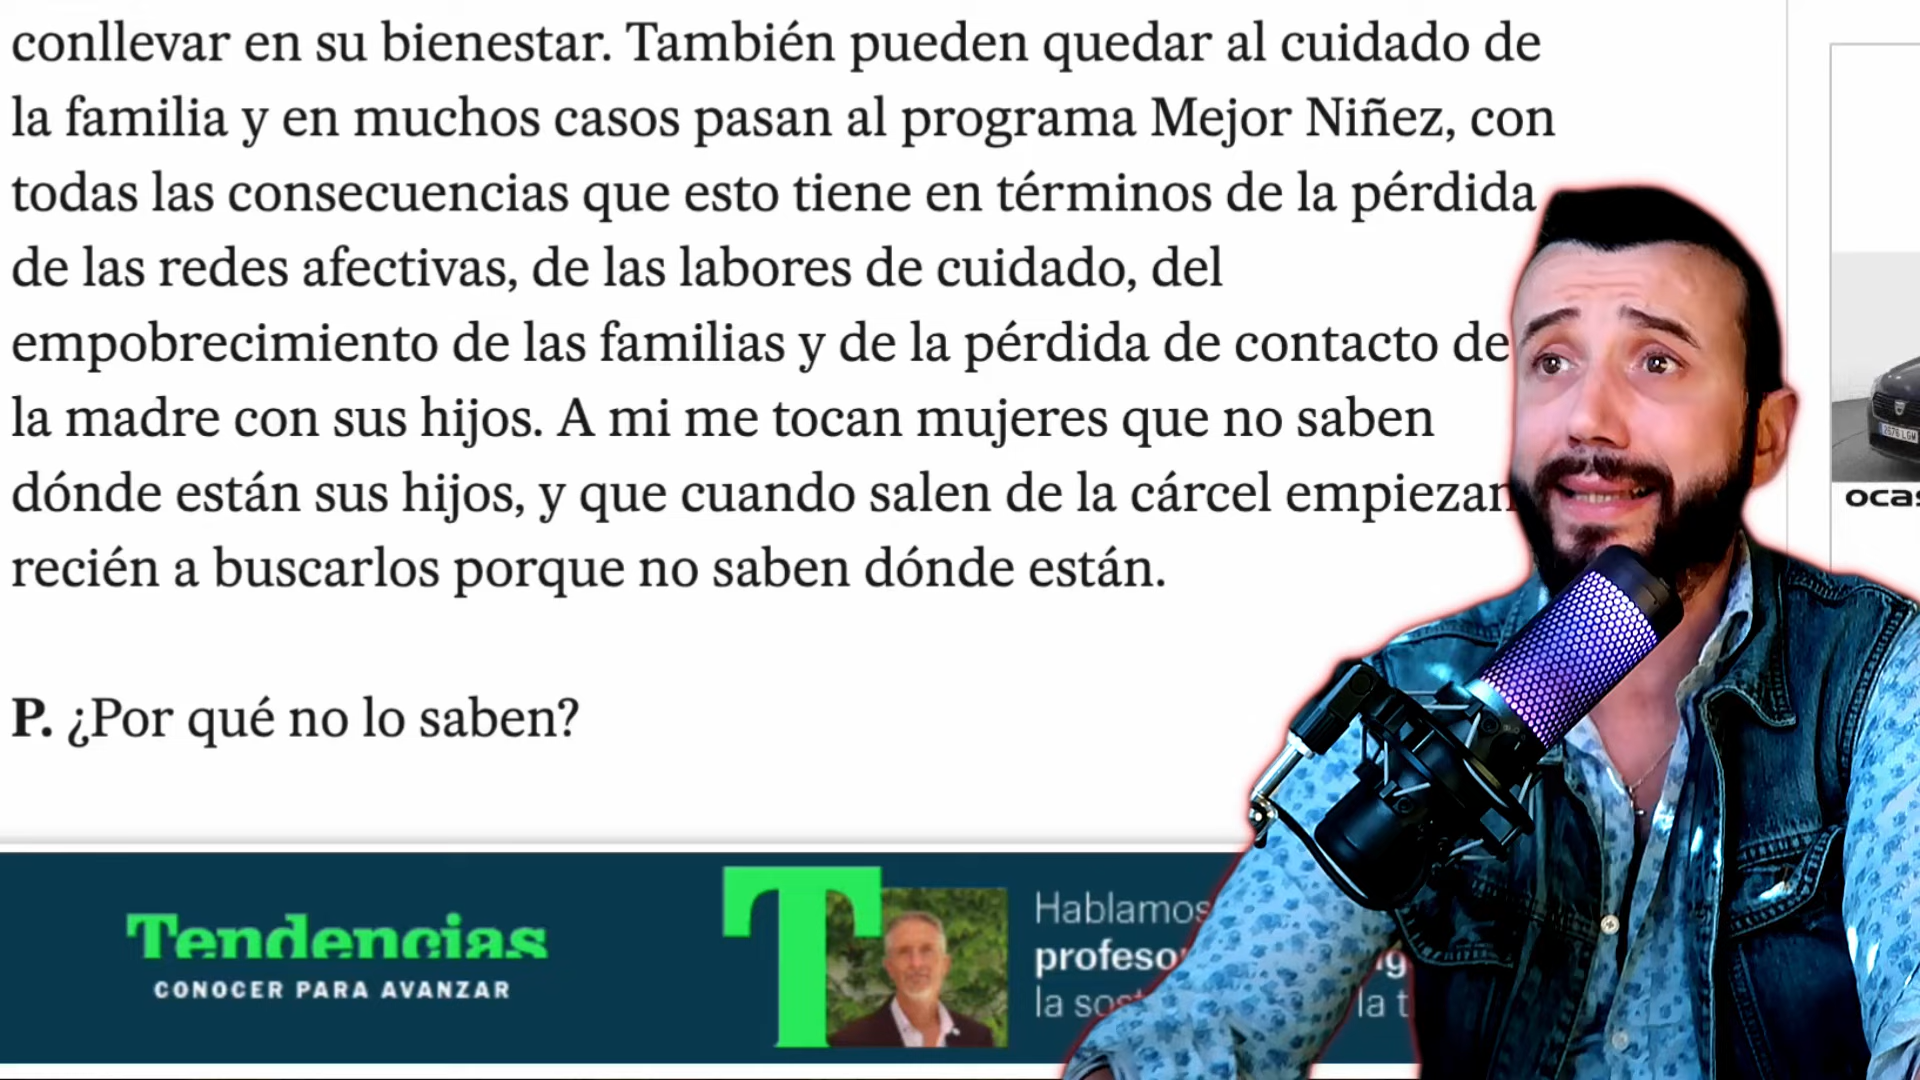 conllevar en su bienestar. También pueden quedar al cuidado de
la familia y en muchos casos pasan al programa Mejor Niñez, con
todas las consecuencias que esto tiene en términos de la pérdida
de las redes afectivas, de las labores de cuidado, del
empobrecimiento de las familias y de la pérdida de contacto de
la madre con sus hijos. A mi me tocan mujeres que no saben
dónde están sus hijos, y que cuando salen de la cárcel empiezan
recién a buscarlos porque no saben dónde están.
P. ¿Por qué no lo saben?
Tendencias
CONOCER PARA AVANZAR
T
Hablamos
la
la